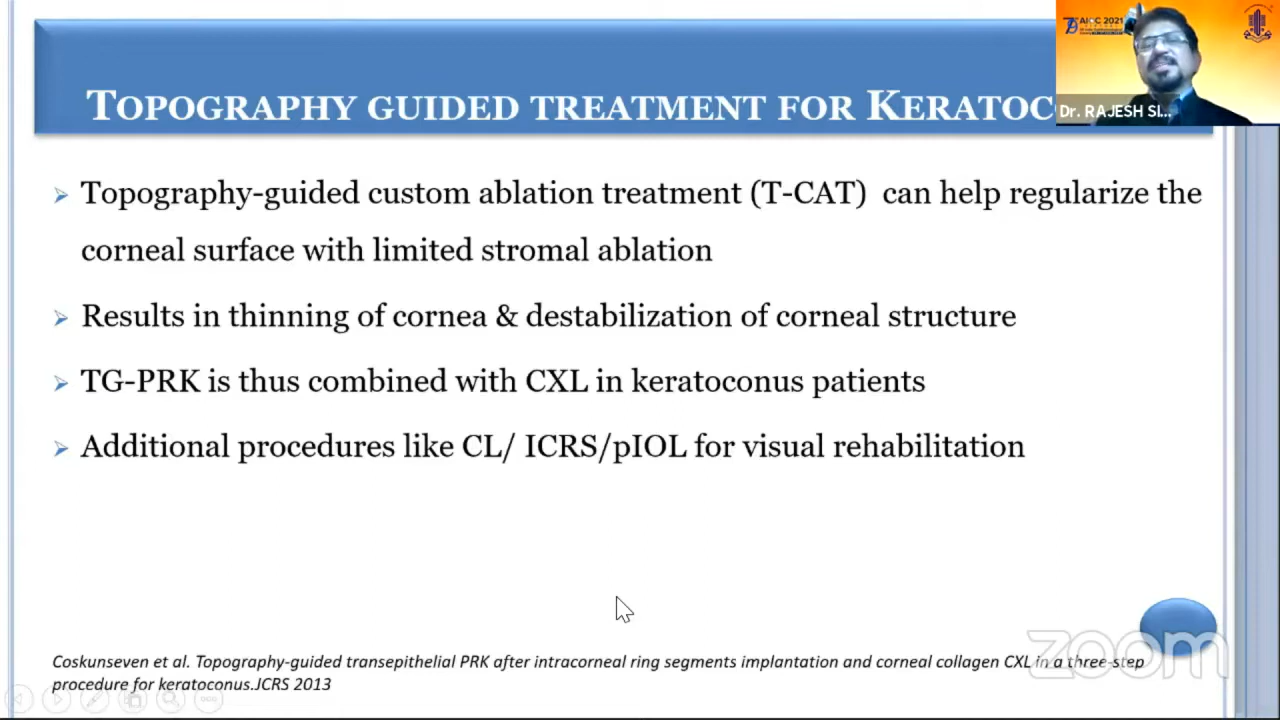 TOPOGRAPHY GUIDED TREATMENT FOR
AIOC 2021
Dr. RAJESH SI...
Topography-guided custom ablation treatment (T-CAT) can help regularize the
corneal surface with limited stromal ablation
Results in thinning of cornea & destabilization of corneal structure
TG-PRK is thus combined with CXL in keratoconus patients
Additional procedures like CL/ ICRS/pIOL for visual rehabilitation
zoom
Coskunseven et al. Topography-guided transepithelial PRK after intracorneal ring segments implantation and corneal collagen CXL in a three-step
procedure for keratoconus.JCRS 2013